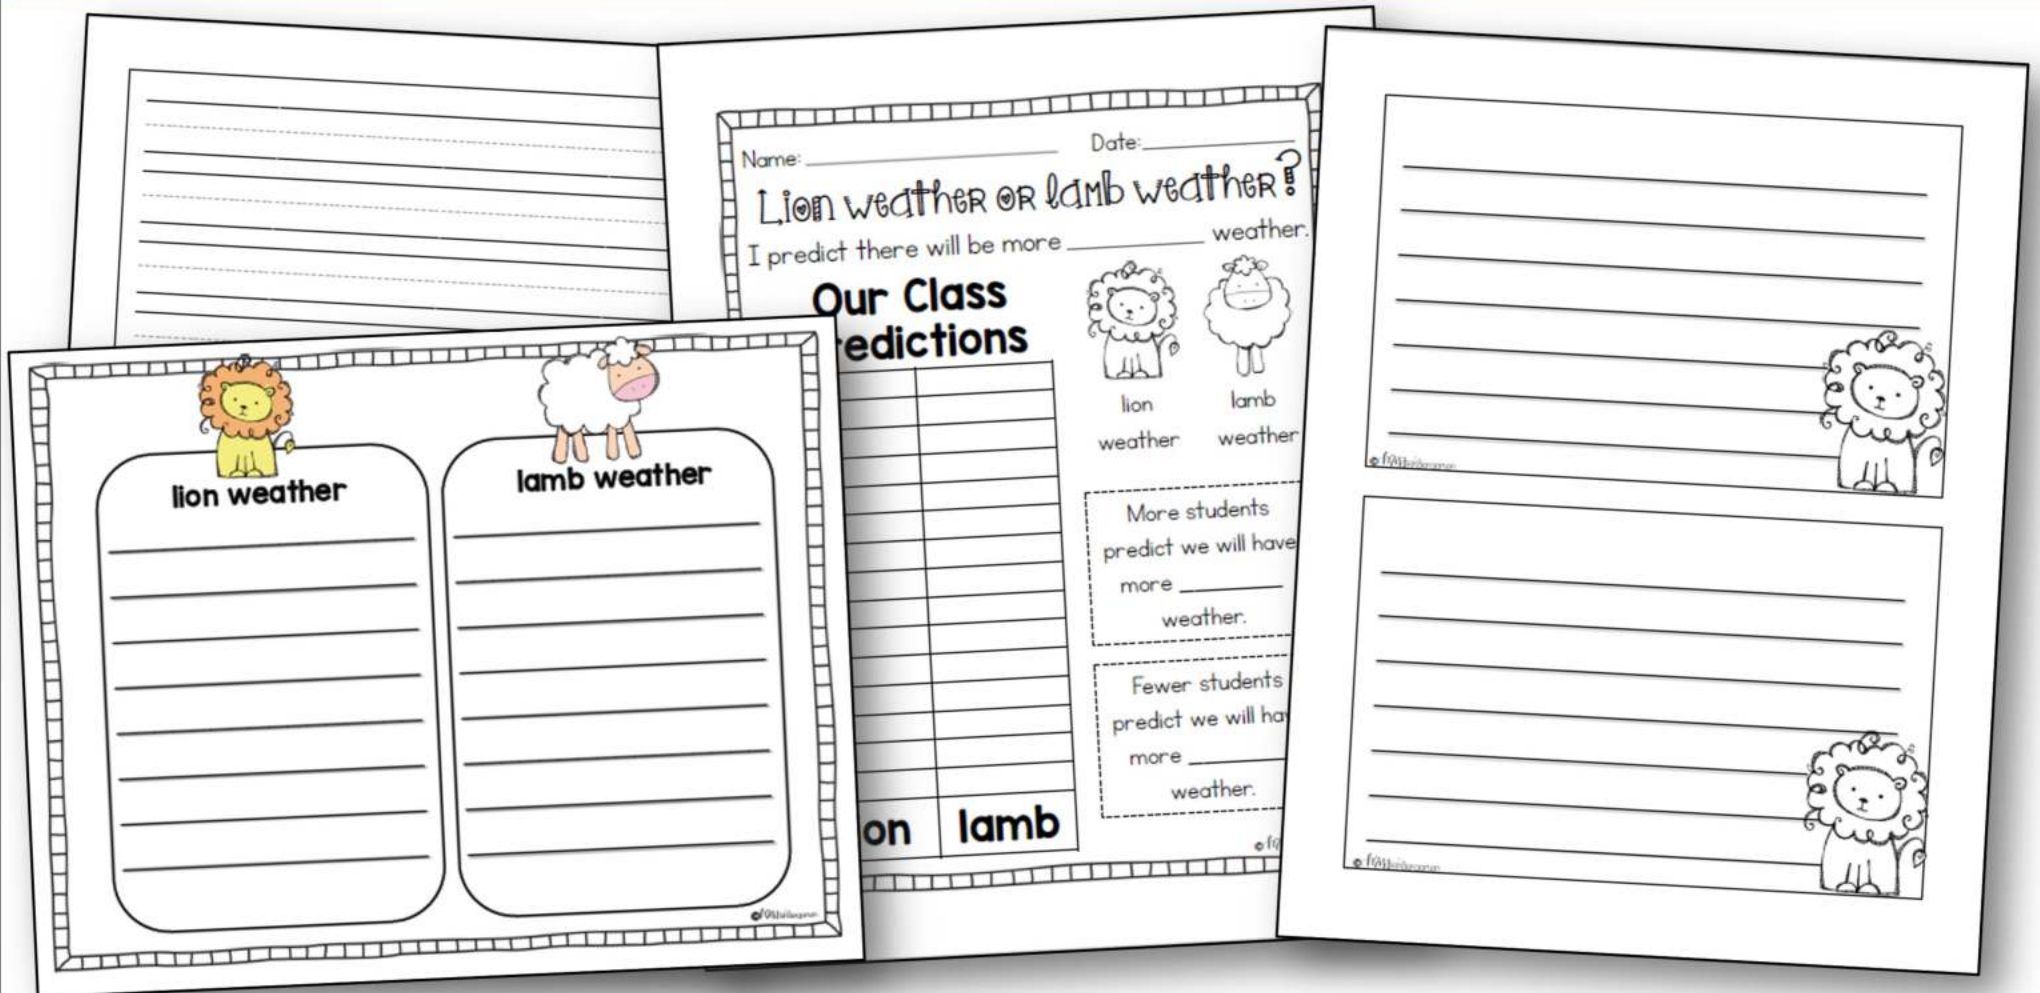 Name:
Date:
Lion weather or lamb weather?
I predict there will be more
weather.
Our Class
edictions
lion
weather
lamb
weather
More students
predict we will have
more
weather.
Fewer students
predict we will ha
more
weather.
on
lamb
lion weather
lamb weather